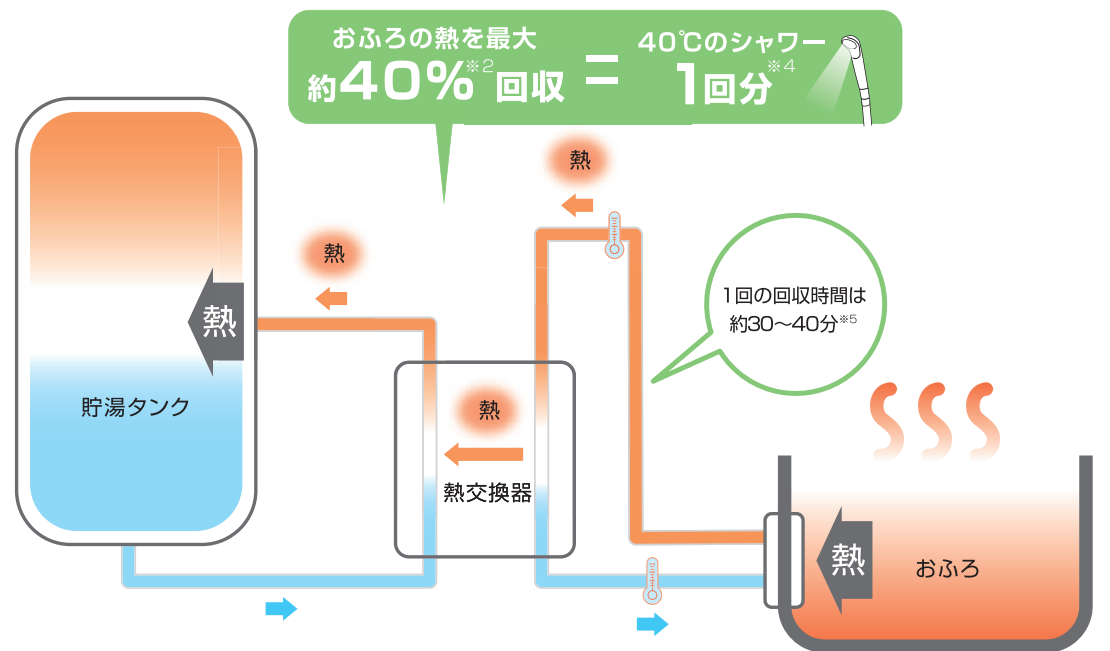 おふろの熱を最大
約40%※2回収
=
40℃のシャワー
1回分※4
熱
熱
熱
1回の回収時間は
約30〜40分※5
貯湯タンク
熱
熱交換器
熱
おふろ